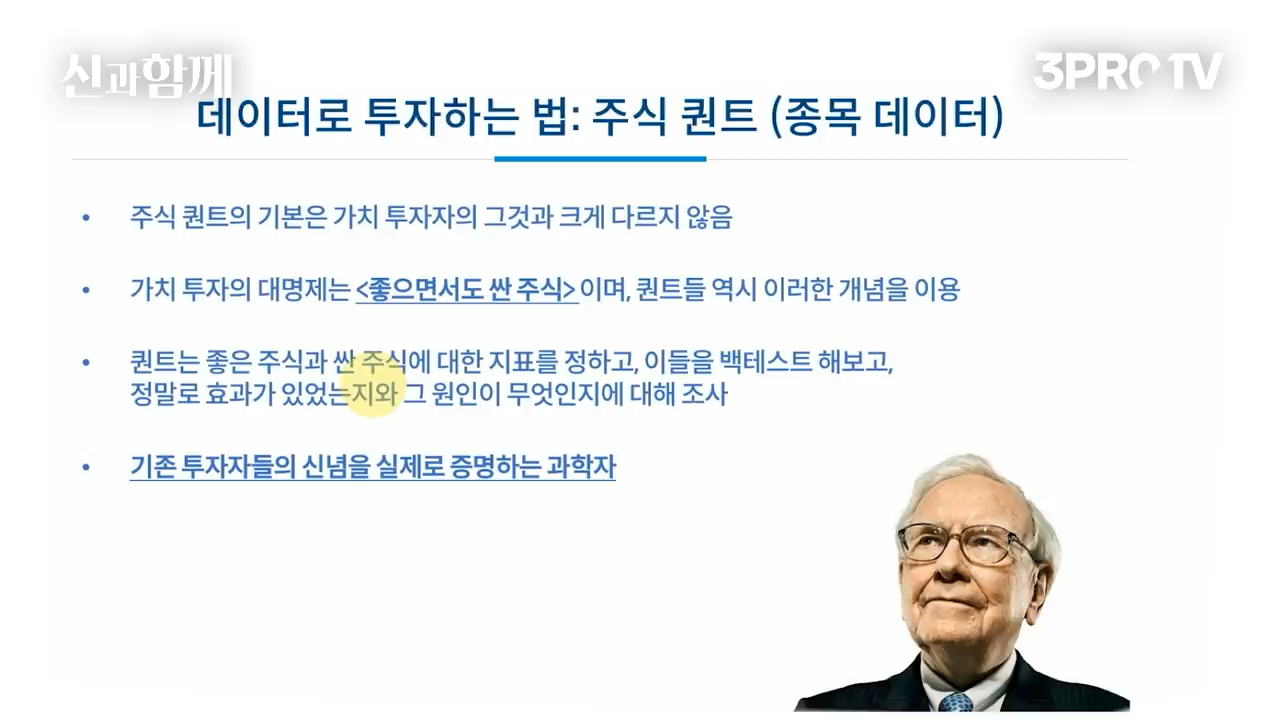 신과함께
3PROTV
데이터로 투자하는 법: 주식 퀀트 (종목 데이터)
• 주식 퀀트의 기본은 가치 투자자의 그것과 크게 다르지 않음
• 가치 투자의 대명제는 <좋으면서도 싼 주식> 이며, 퀀트들 역시 이러한 개념을 이용
• 퀀트는 좋은 주식과 싼 주식에 대한 지표를 정하고, 이들을 백테스트 해보고,
정말로 효과가 있었는지와 그 원인이 무엇인지에 대해 조사
• 기존 투자자들의 신념을 실제로 증명하는 과학자